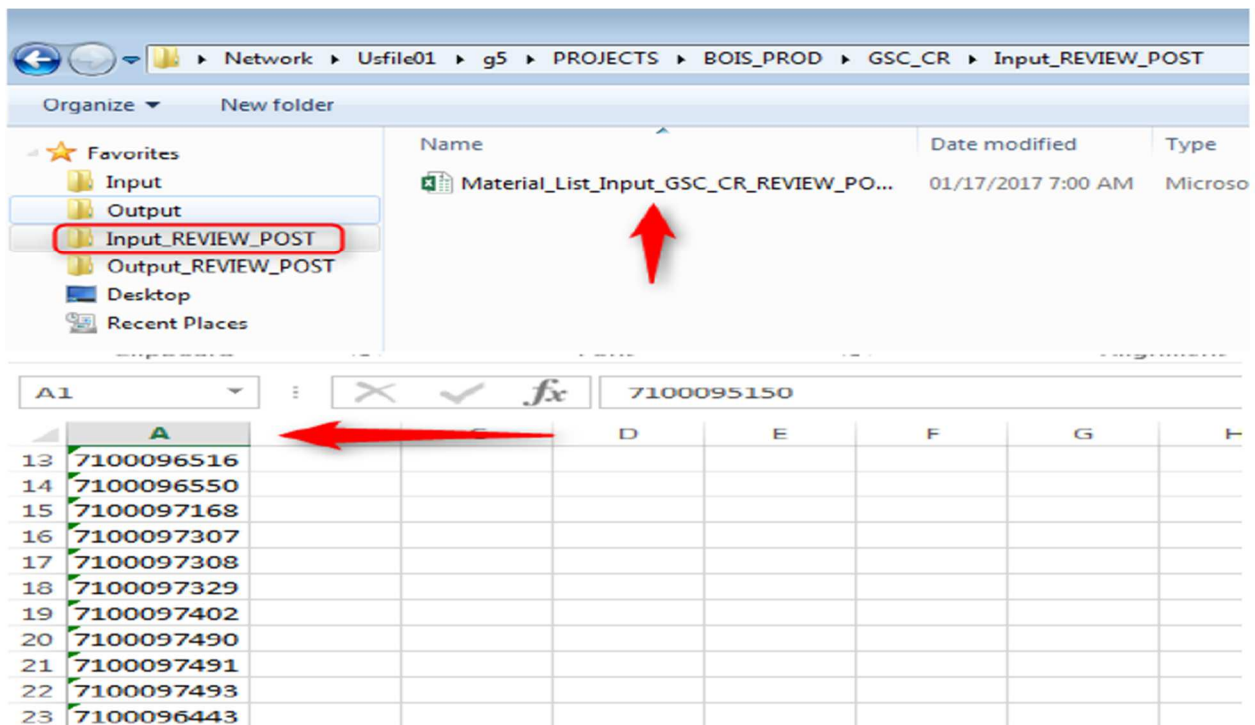 Network Usfile01 g5 PROJECTS BOIS_PROD GSC_CR Input_REVIEW_POST
Organize New folder
Name Date modified Type
Favorites
Input
Output
Input_REVIEW_POST
Output_REVIEW_POST
Desktop
Recent Places
Material_List_Input_GSC_CR_REVIEW_PO... 01/17/2017 7:00 AM Microso
A1 fx 7100095150
A D E F G
13 7100096516
14 7100096550
15 7100097168
16 7100097307
17 7100097308
18 7100097329
19 7100097402
20 7100097490
21 7100097491
22 7100097493
23 7100096443